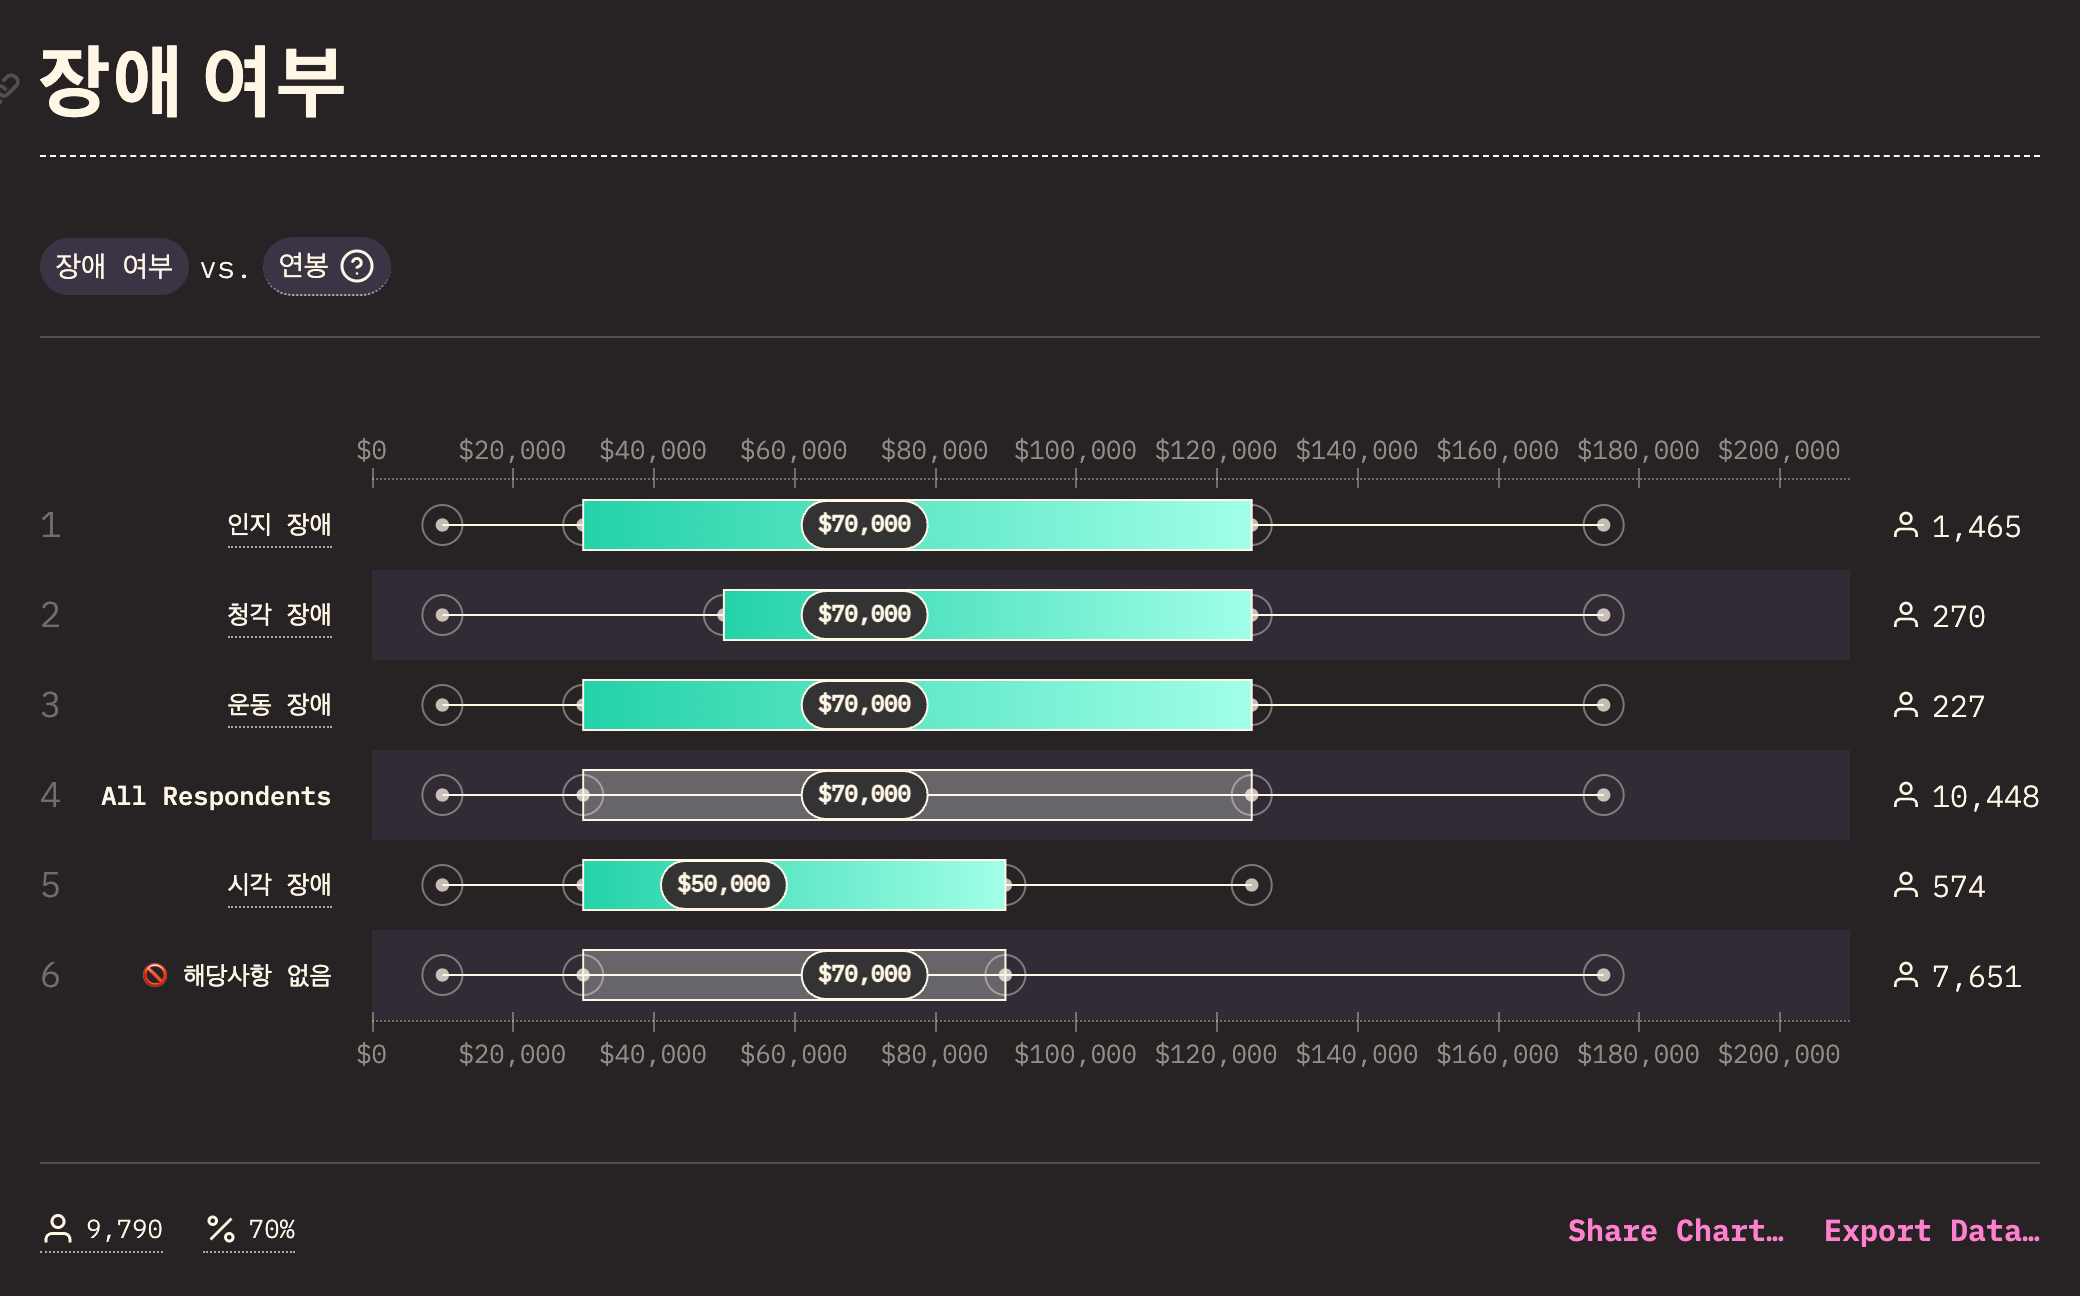 장애 여부
장애 여부 vs. 연봉
$0 $20,000 $40,000 $60,000 $80,000 $100,000 $120,000 $140,000 $160,000 $180,000 $200,000
1 인지 장애 $70,000 1,465
2 청각 장애 $70,000 270
3 운동 장애 $70,000 227
4 All Respondents $70,000 10,448
5 시각 장애 $50,000 574
6 🚫 해당사항 없음 $70,000 7,651
$0 $20,000 $40,000 $60,000 $80,000 $100,000 $120,000 $140,000 $160,000 $180,000 $200,000
9,790 % 70% Share Chart… Export Data…